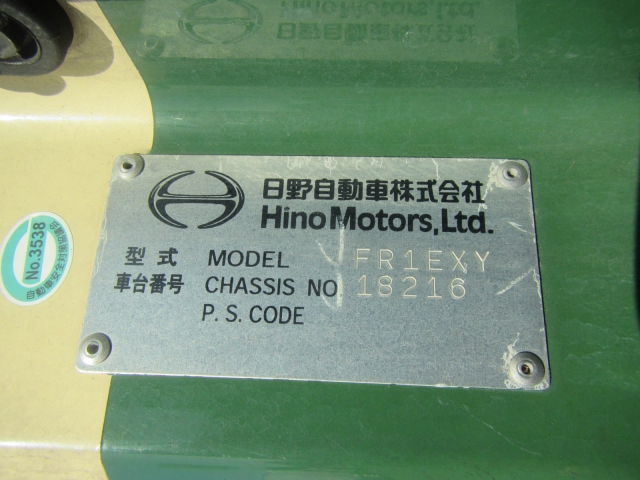 日野自動車株式会社
Hino Motors, Ltd.
型式 MODEL FR1EXY
車台番号 CHASSIS NO 18216
P. S. CODE
No.3538